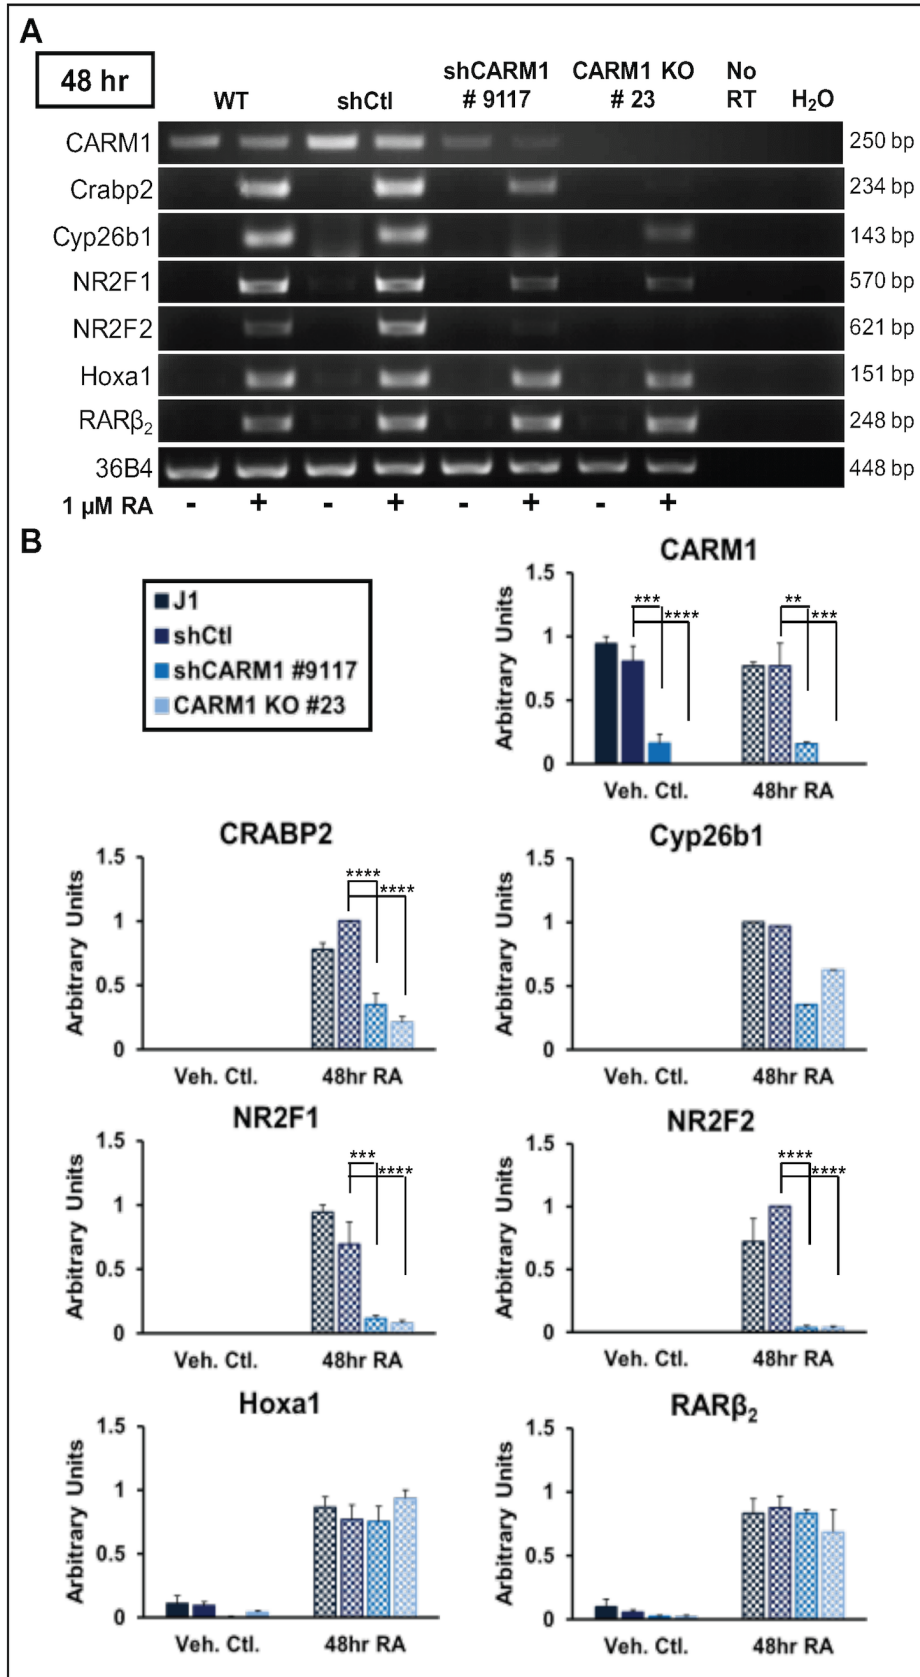 A
48 hr
WT shCtl shCARM1 # 9117 CARM1 KO # 23 No RT H₂O
CARM1 250 bp
Crabp2 234 bp
Cyp26b1 143 bp
NR2F1 570 bp
NR2F2 621 bp
Hoxa1 151 bp
RARβ₂ 248 bp
36B4 448 bp
1 µM RA - + - + - + - +
B
J1
shCtl
shCARM1 #9117
CARM1 KO #23
CARM1
Arbitrary Units
1.5
1
0.5
0
*** ****
** ***
Veh. Ctl. 48hr RA
CRABP2
Arbitrary Units
1.5
1
0.5
0
****
****
Veh. Ctl. 48hr RA
Cyp26b1
Arbitrary Units
1.5
1
0.5
0
Veh. Ctl. 48hr RA
NR2F1
Arbitrary Units
1.5
1
0.5
0
***
****
Veh. Ctl. 48hr RA
NR2F2
Arbitrary Units
1.5
1
0.5
0
****
****
Veh. Ctl. 48hr RA
Hoxa1
Arbitrary Units
1.5
1
0.5
0
Veh. Ctl. 48hr RA
RARβ₂
Arbitrary Units
1.5
1
0.5
0
Veh. Ctl. 48hr RA